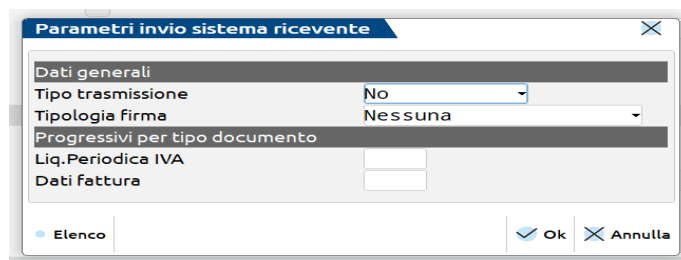 Parametri invio sistema ricevente
Dati generali
Tipo trasmissione No
Tipologia firma Nessuna
Progressivi per tipo documento
Liq.Periodica IVA
Dati fattura
Elenco Ok Annulla